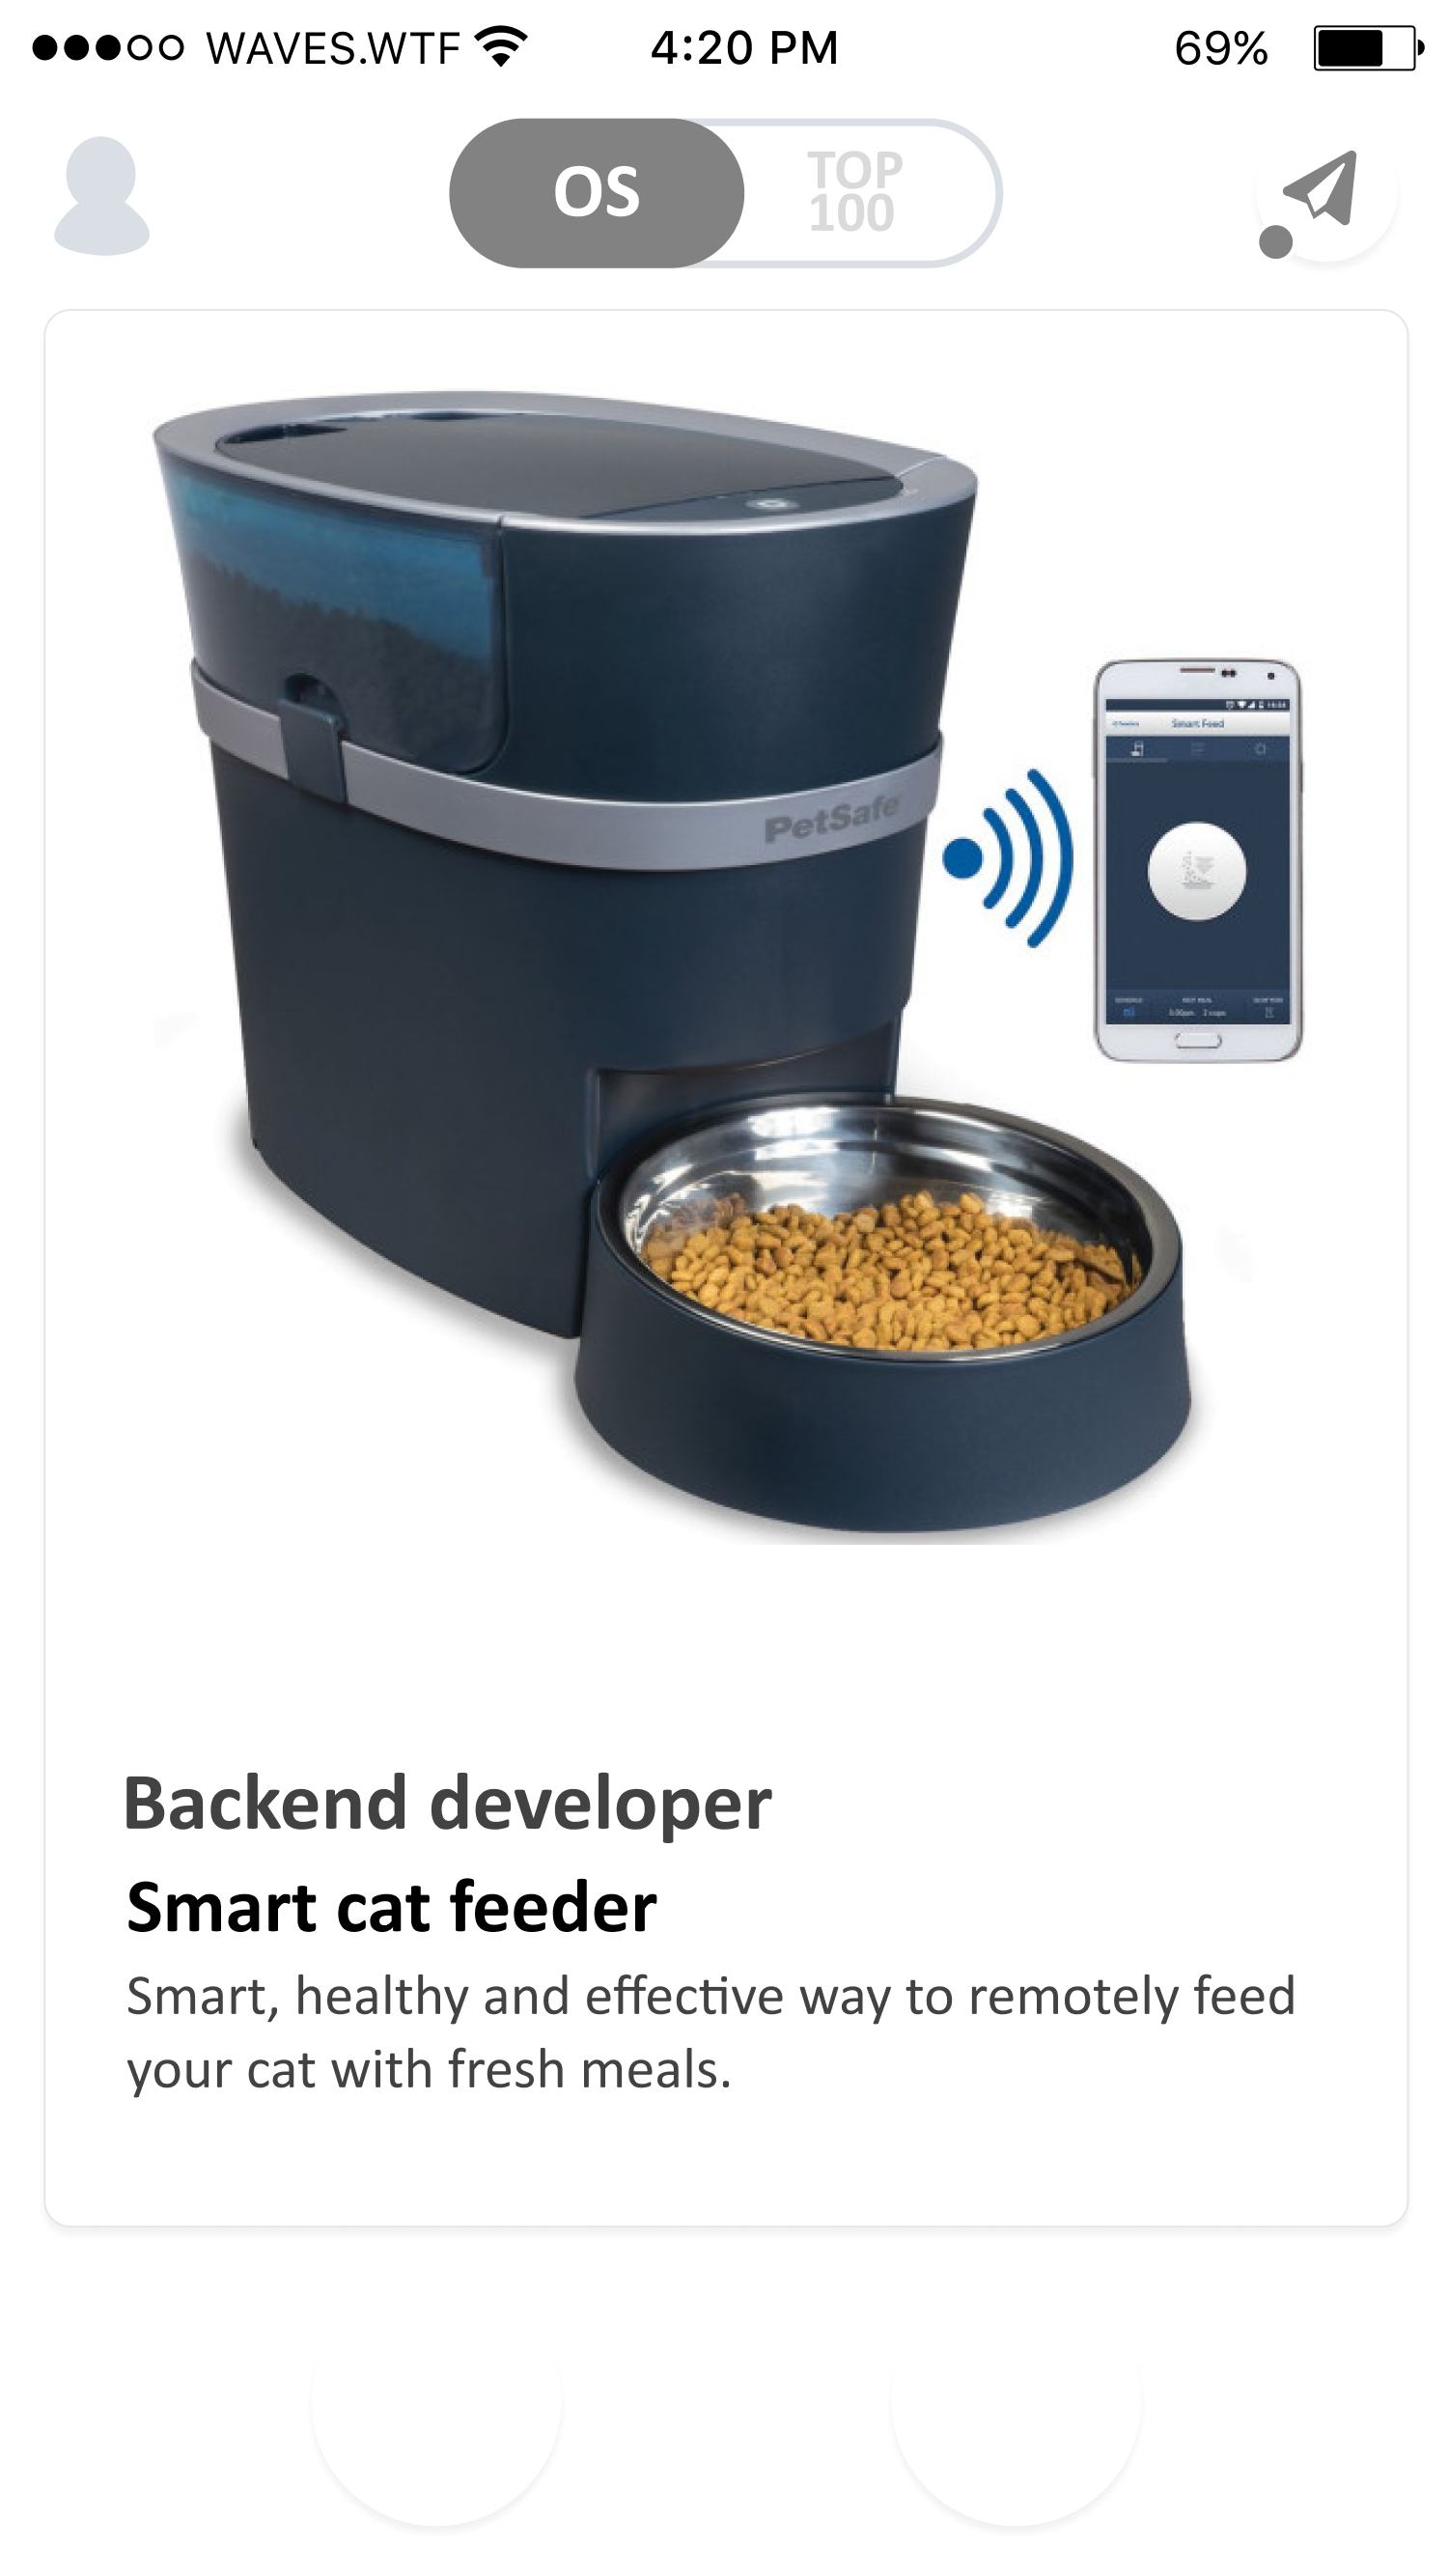 WAVES.WTF 4:20 PM 69%
OS
TOP
100
PetSafe
Smart Feed
Backend developer
Smart cat feeder
Smart, healthy and effective way to remotely feed
your cat with fresh meals.